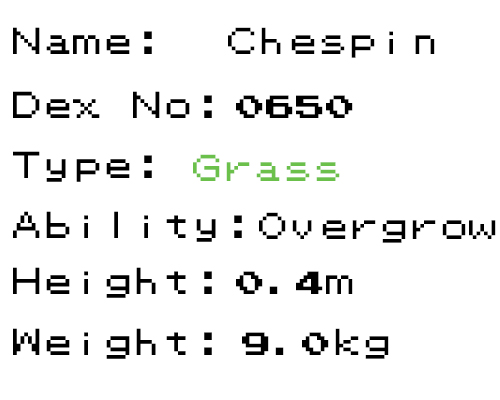 Name: Chespin
Dex No: 0650
Type: Grass
Ability: Overgrow
Height: 0.4m
Weight: 9.0kg